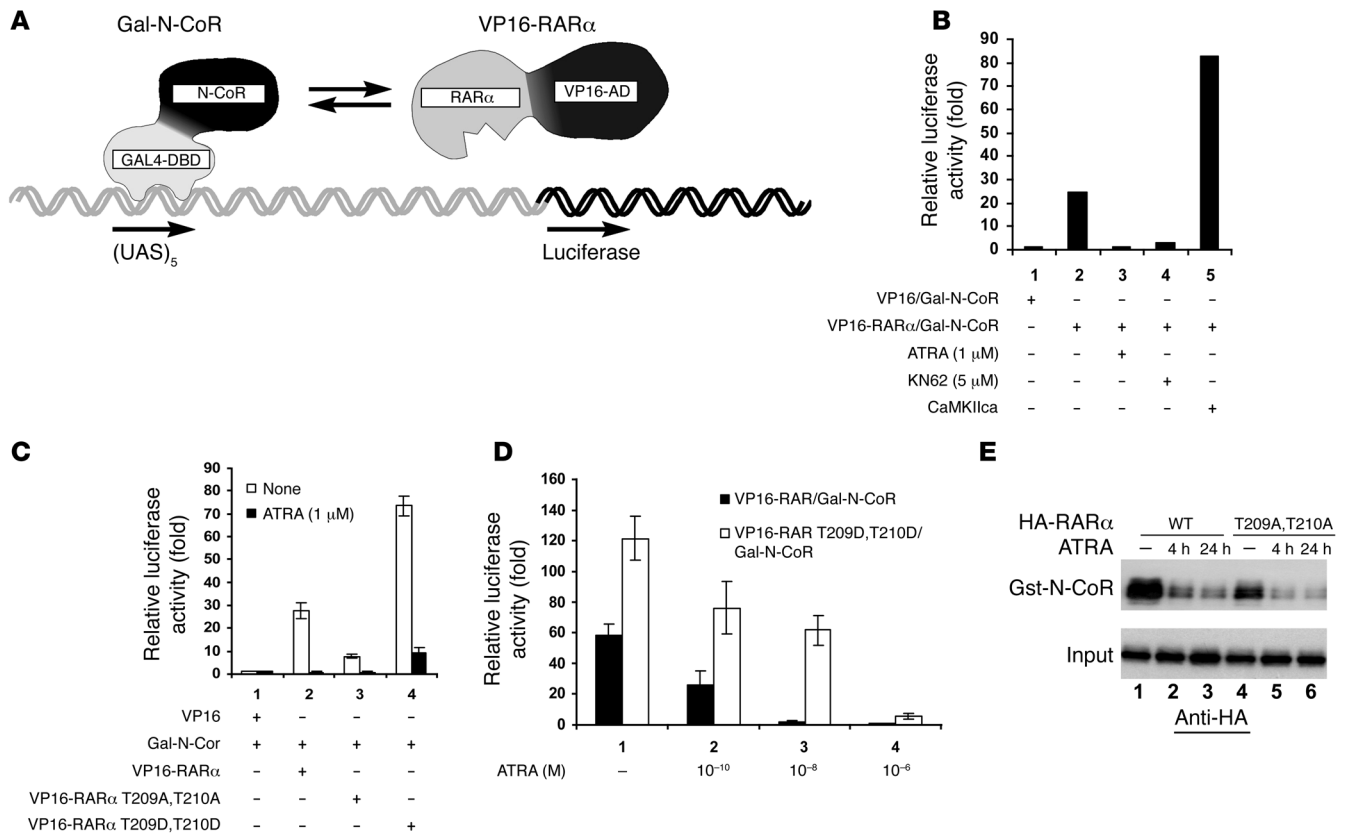 A
Gal-N-CoR
VP16-RARα
N-CoR
RARα
VP16-AD
GAL4-DBD
(UAS)5
Luciferase
B
Relative luciferase
activity (fold)
90
80
70
60
50
40
30
20
10
0
1 2 3 4 5
VP16/Gal-N-CoR + – – – –
VP16-RARα/Gal-N-CoR – + + + +
ATRA (1 μM) – – + – –
KN62 (5 μM) – – – + –
CaMKIIca – – – – +
C
Relative luciferase
activity (fold)
90
80
70
60
50
40
30
20
10
0
None
ATRA (1 μM)
1 2 3 4
VP16 + – – –
Gal-N-Cor + + + +
VP16-RARα – + – –
VP16-RARα T209A,T210A – – + –
VP16-RARα T209D,T210D – – – +
D
Relative luciferase
activity (fold)
160
140
120
100
80
60
40
20
0
VP16-RAR/Gal-N-CoR
VP16-RAR T209D,T210D/
Gal-N-CoR
1 2 3 4
ATRA (M) – 10–10 10–8 10–6
E
HA-RARα WT T209A,T210A
ATRA – 4 h 24 h – 4 h 24 h
Gst-N-CoR
Input
1 2 3 4 5 6
Anti-HA